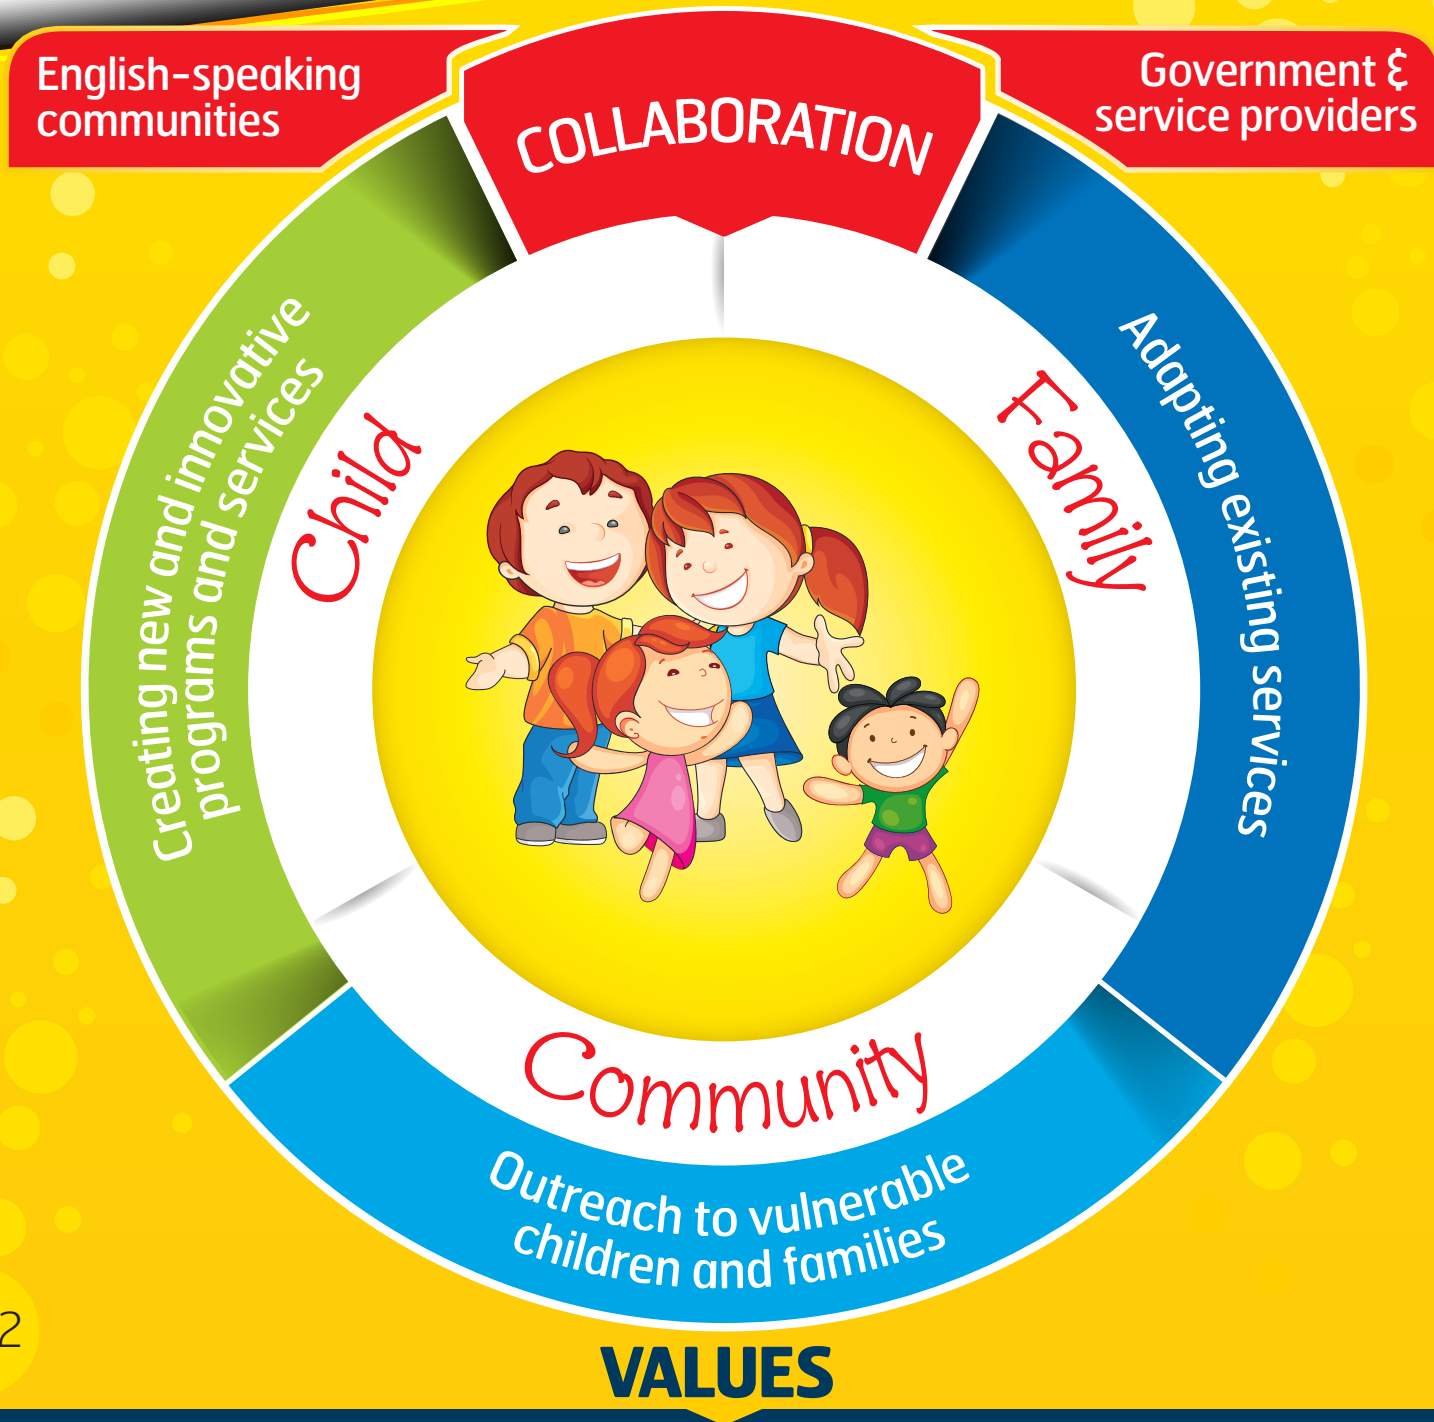 English-speaking
communities
COLLABORATION
Government &
service providers
Creating new and innovative
programs and services
Child
Family
Adapting existing services
Community
Outreach to vulnerable
children and families
2
VALUES